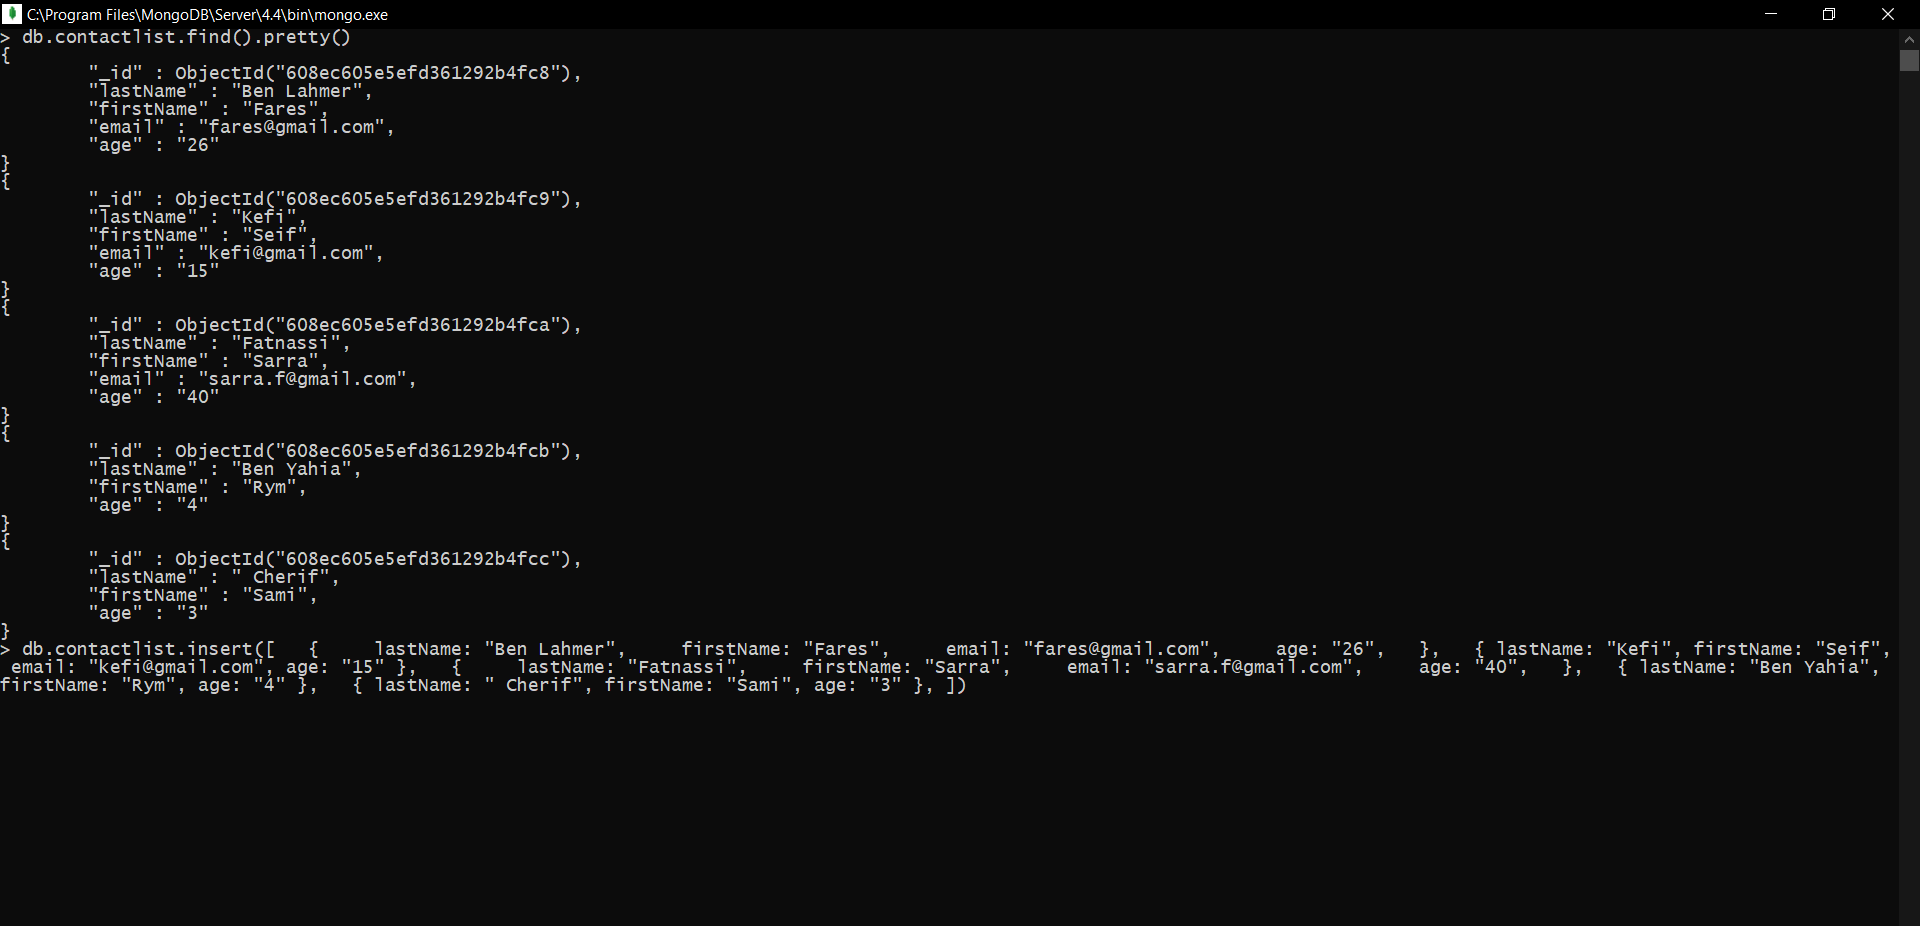 C:\Program Files\MongoDB\Server\4.4\bin\mongo.exe
> db.contactlist.find().pretty()
{
        "_id" : ObjectId("608ec605e5efd361292b4fc8"),
        "lastName" : "Ben Lahmer",
        "firstName" : "Fares",
        "email" : "fares@gmail.com",
        "age" : "26"
}
{
        "_id" : ObjectId("608ec605e5efd361292b4fc9"),
        "lastName" : "Kefi",
        "firstName" : "Seif",
        "email" : "kefi@gmail.com",
        "age" : "15"
}
{
        "_id" : ObjectId("608ec605e5efd361292b4fca"),
        "lastName" : "Fatnassi",
        "firstName" : "Sarra",
        "email" : "sarra.f@gmail.com",
        "age" : "40"
}
{
        "_id" : ObjectId("608ec605e5efd361292b4fcb"),
        "lastName" : "Ben Yahia",
        "firstName" : "Rym",
        "age" : "4"
}
{
        "_id" : ObjectId("608ec605e5efd361292b4fcc"),
        "lastName" : " Cherif",
        "firstName" : "Sami",
        "age" : "3"
}
> db.contactlist.insert([   {     lastName: "Ben Lahmer",     firstName: "Fares",     email: "fares@gmail.com",     age: "26",   },   { lastName: "Kefi", firstName: "Seif",
 email: "kefi@gmail.com", age: "15" },   {     lastName: "Fatnassi",     firstName: "Sarra",     email: "sarra.f@gmail.com",     age: "40",   },   { lastName: "Ben Yahia",
firstName: "Rym", age: "4" },   { lastName: " Cherif", firstName: "Sami", age: "3" }, ])